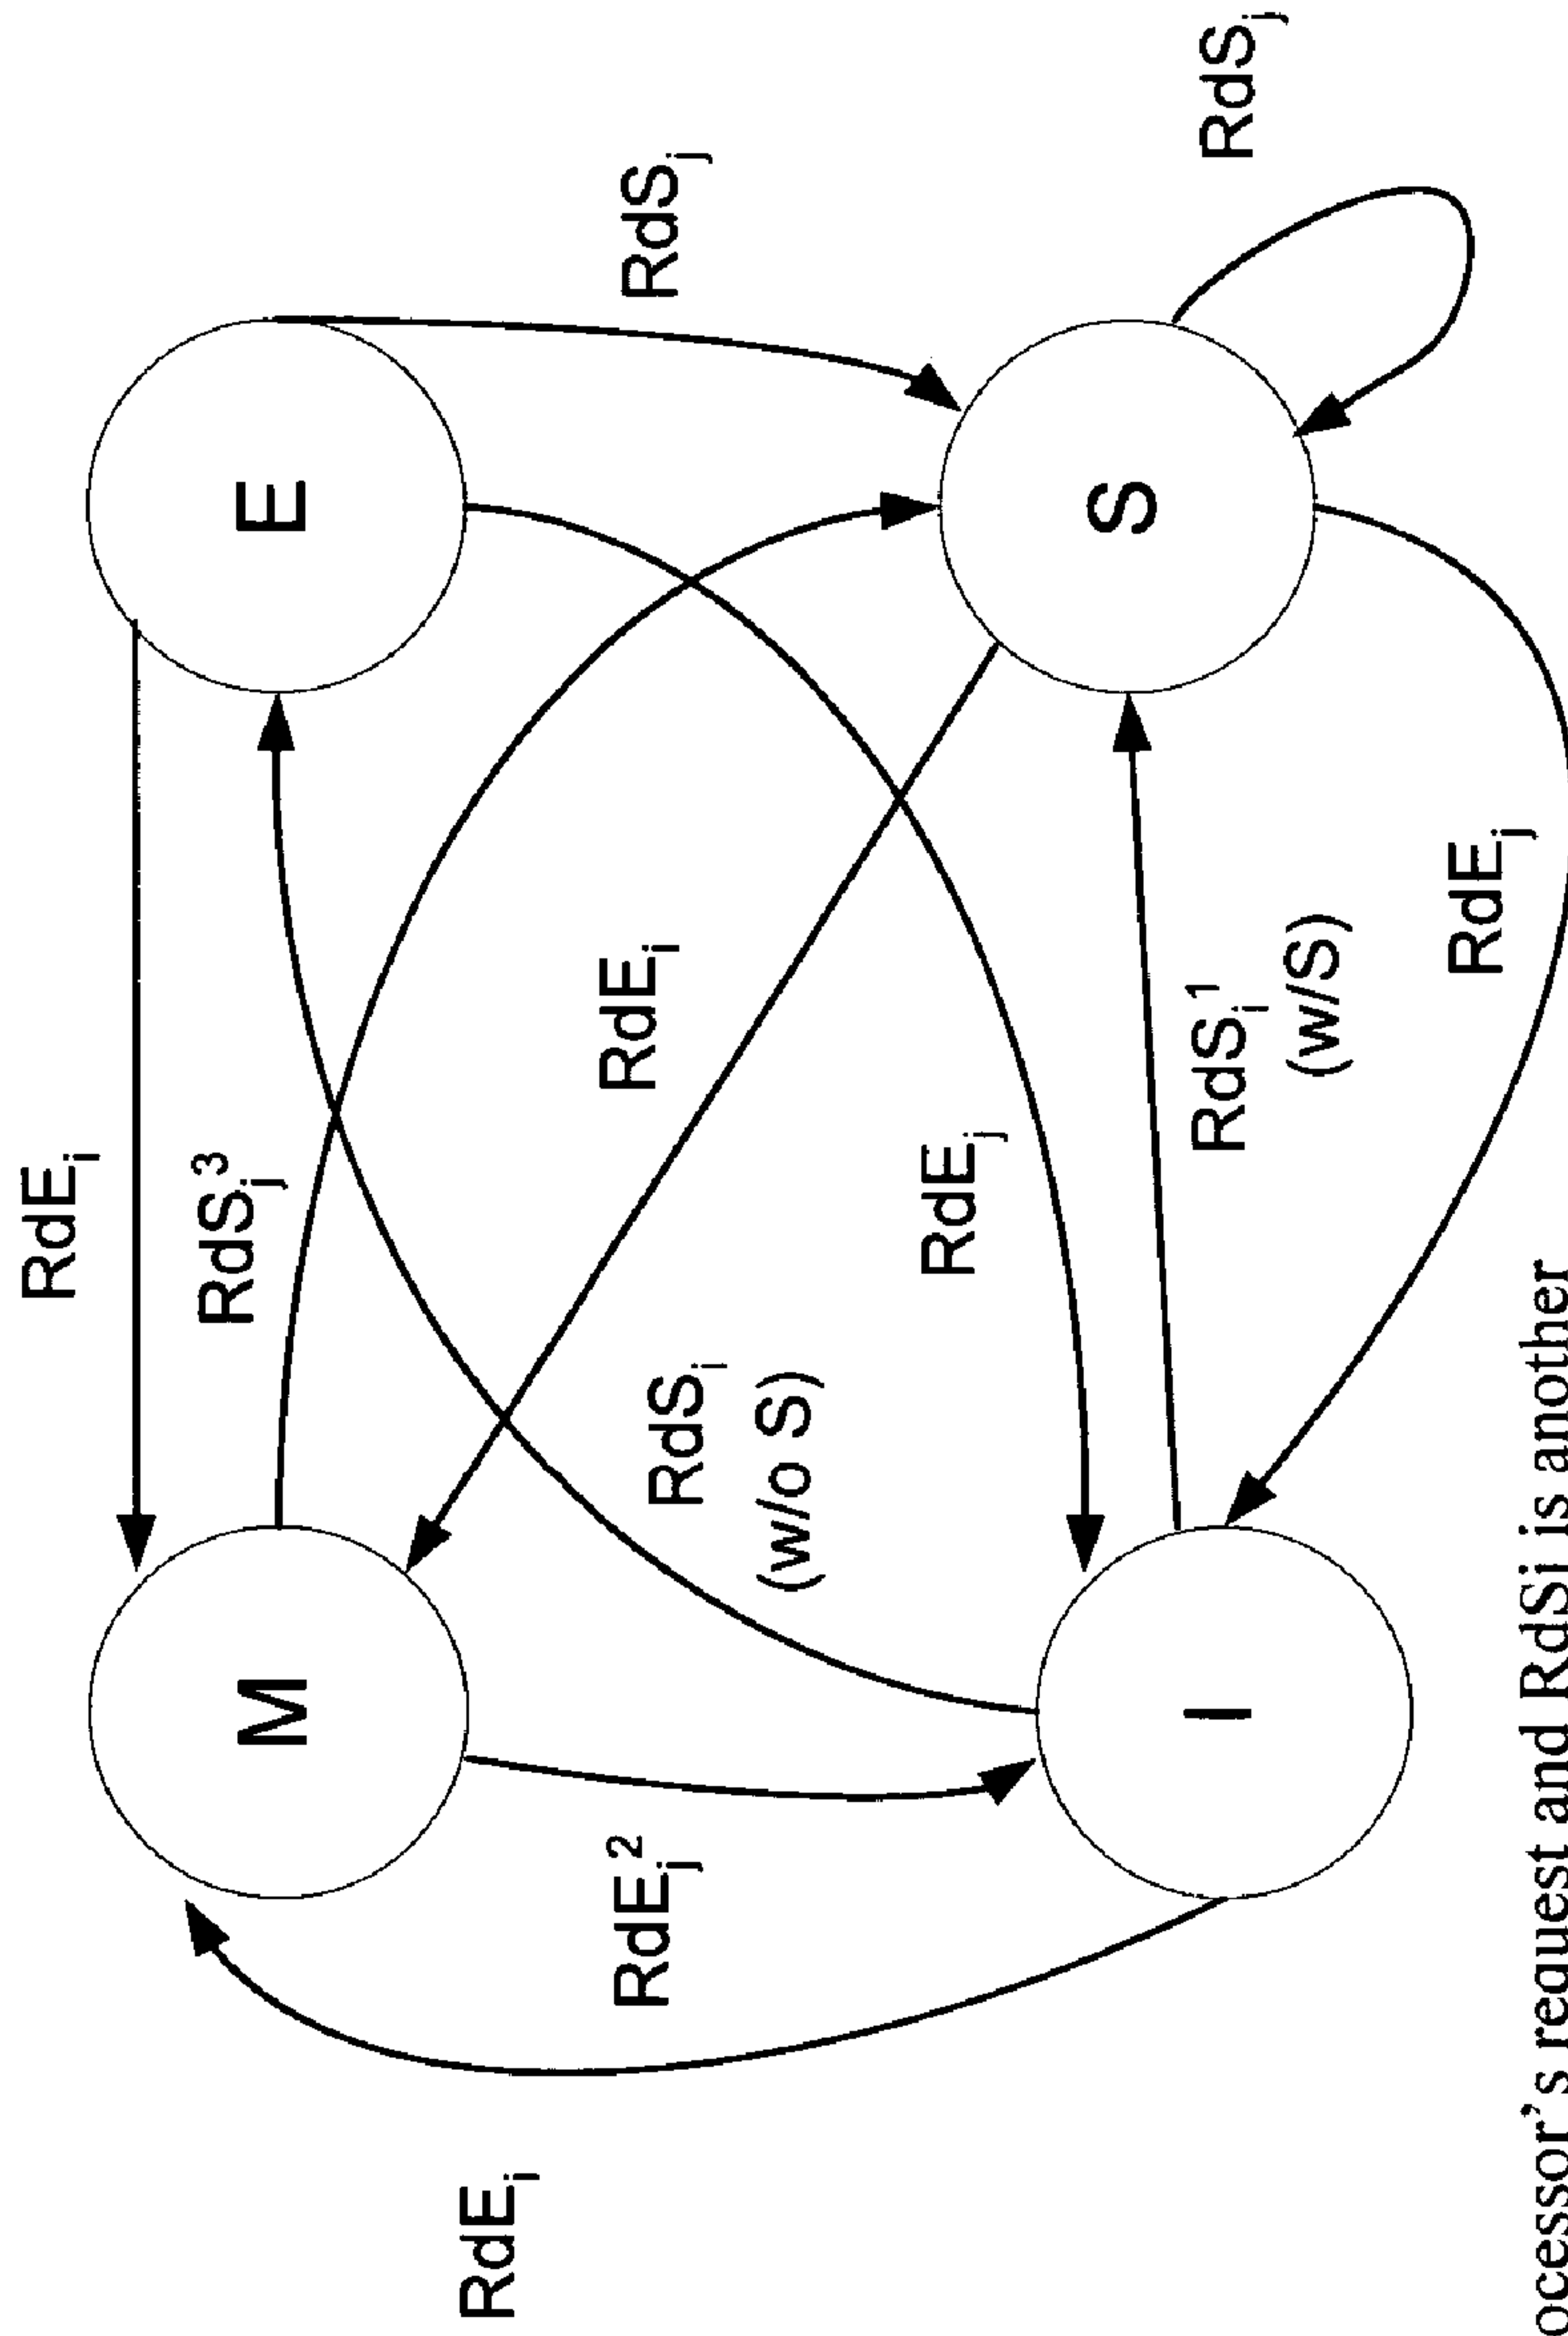 RdEᵢ
RdSⱼ³
M
E
RdEᵢ
RdEⱼ²
RdEᵢ
RdSⱼ
RdSᵢ
(w/o S)
RdEⱼ
I
S
RdSᵢ¹
(w/S)
RdSⱼ
RdEⱼ
ocessor's request and RdSi is another